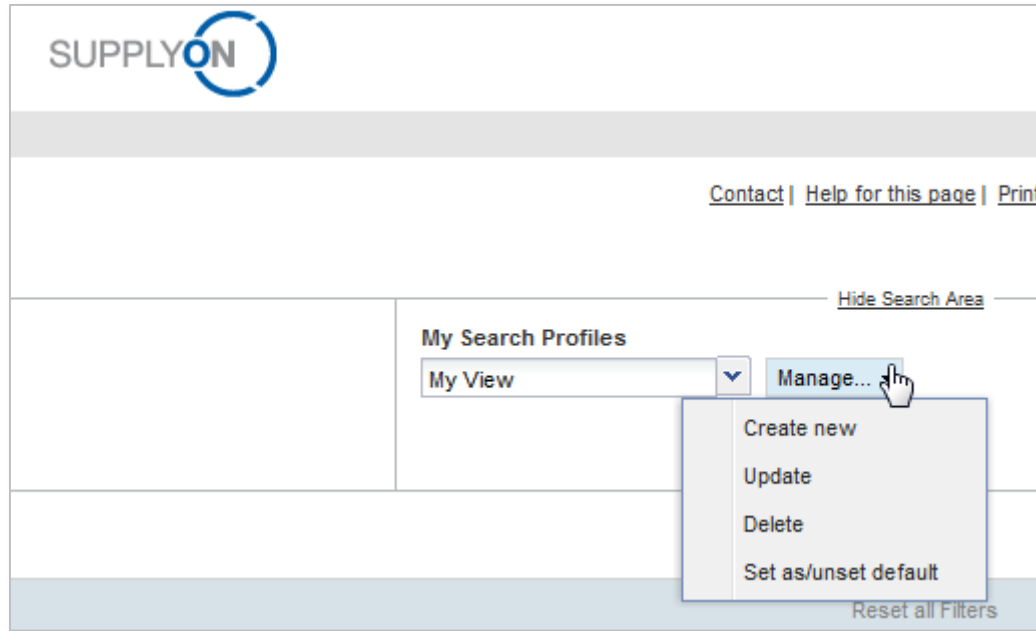 SUPPLYON
Contact | Help for this page | Print
Hide Search Area
My Search Profiles
My View
Manage...
Create new
Update
Delete
Set as/unset default
Reset all Filters